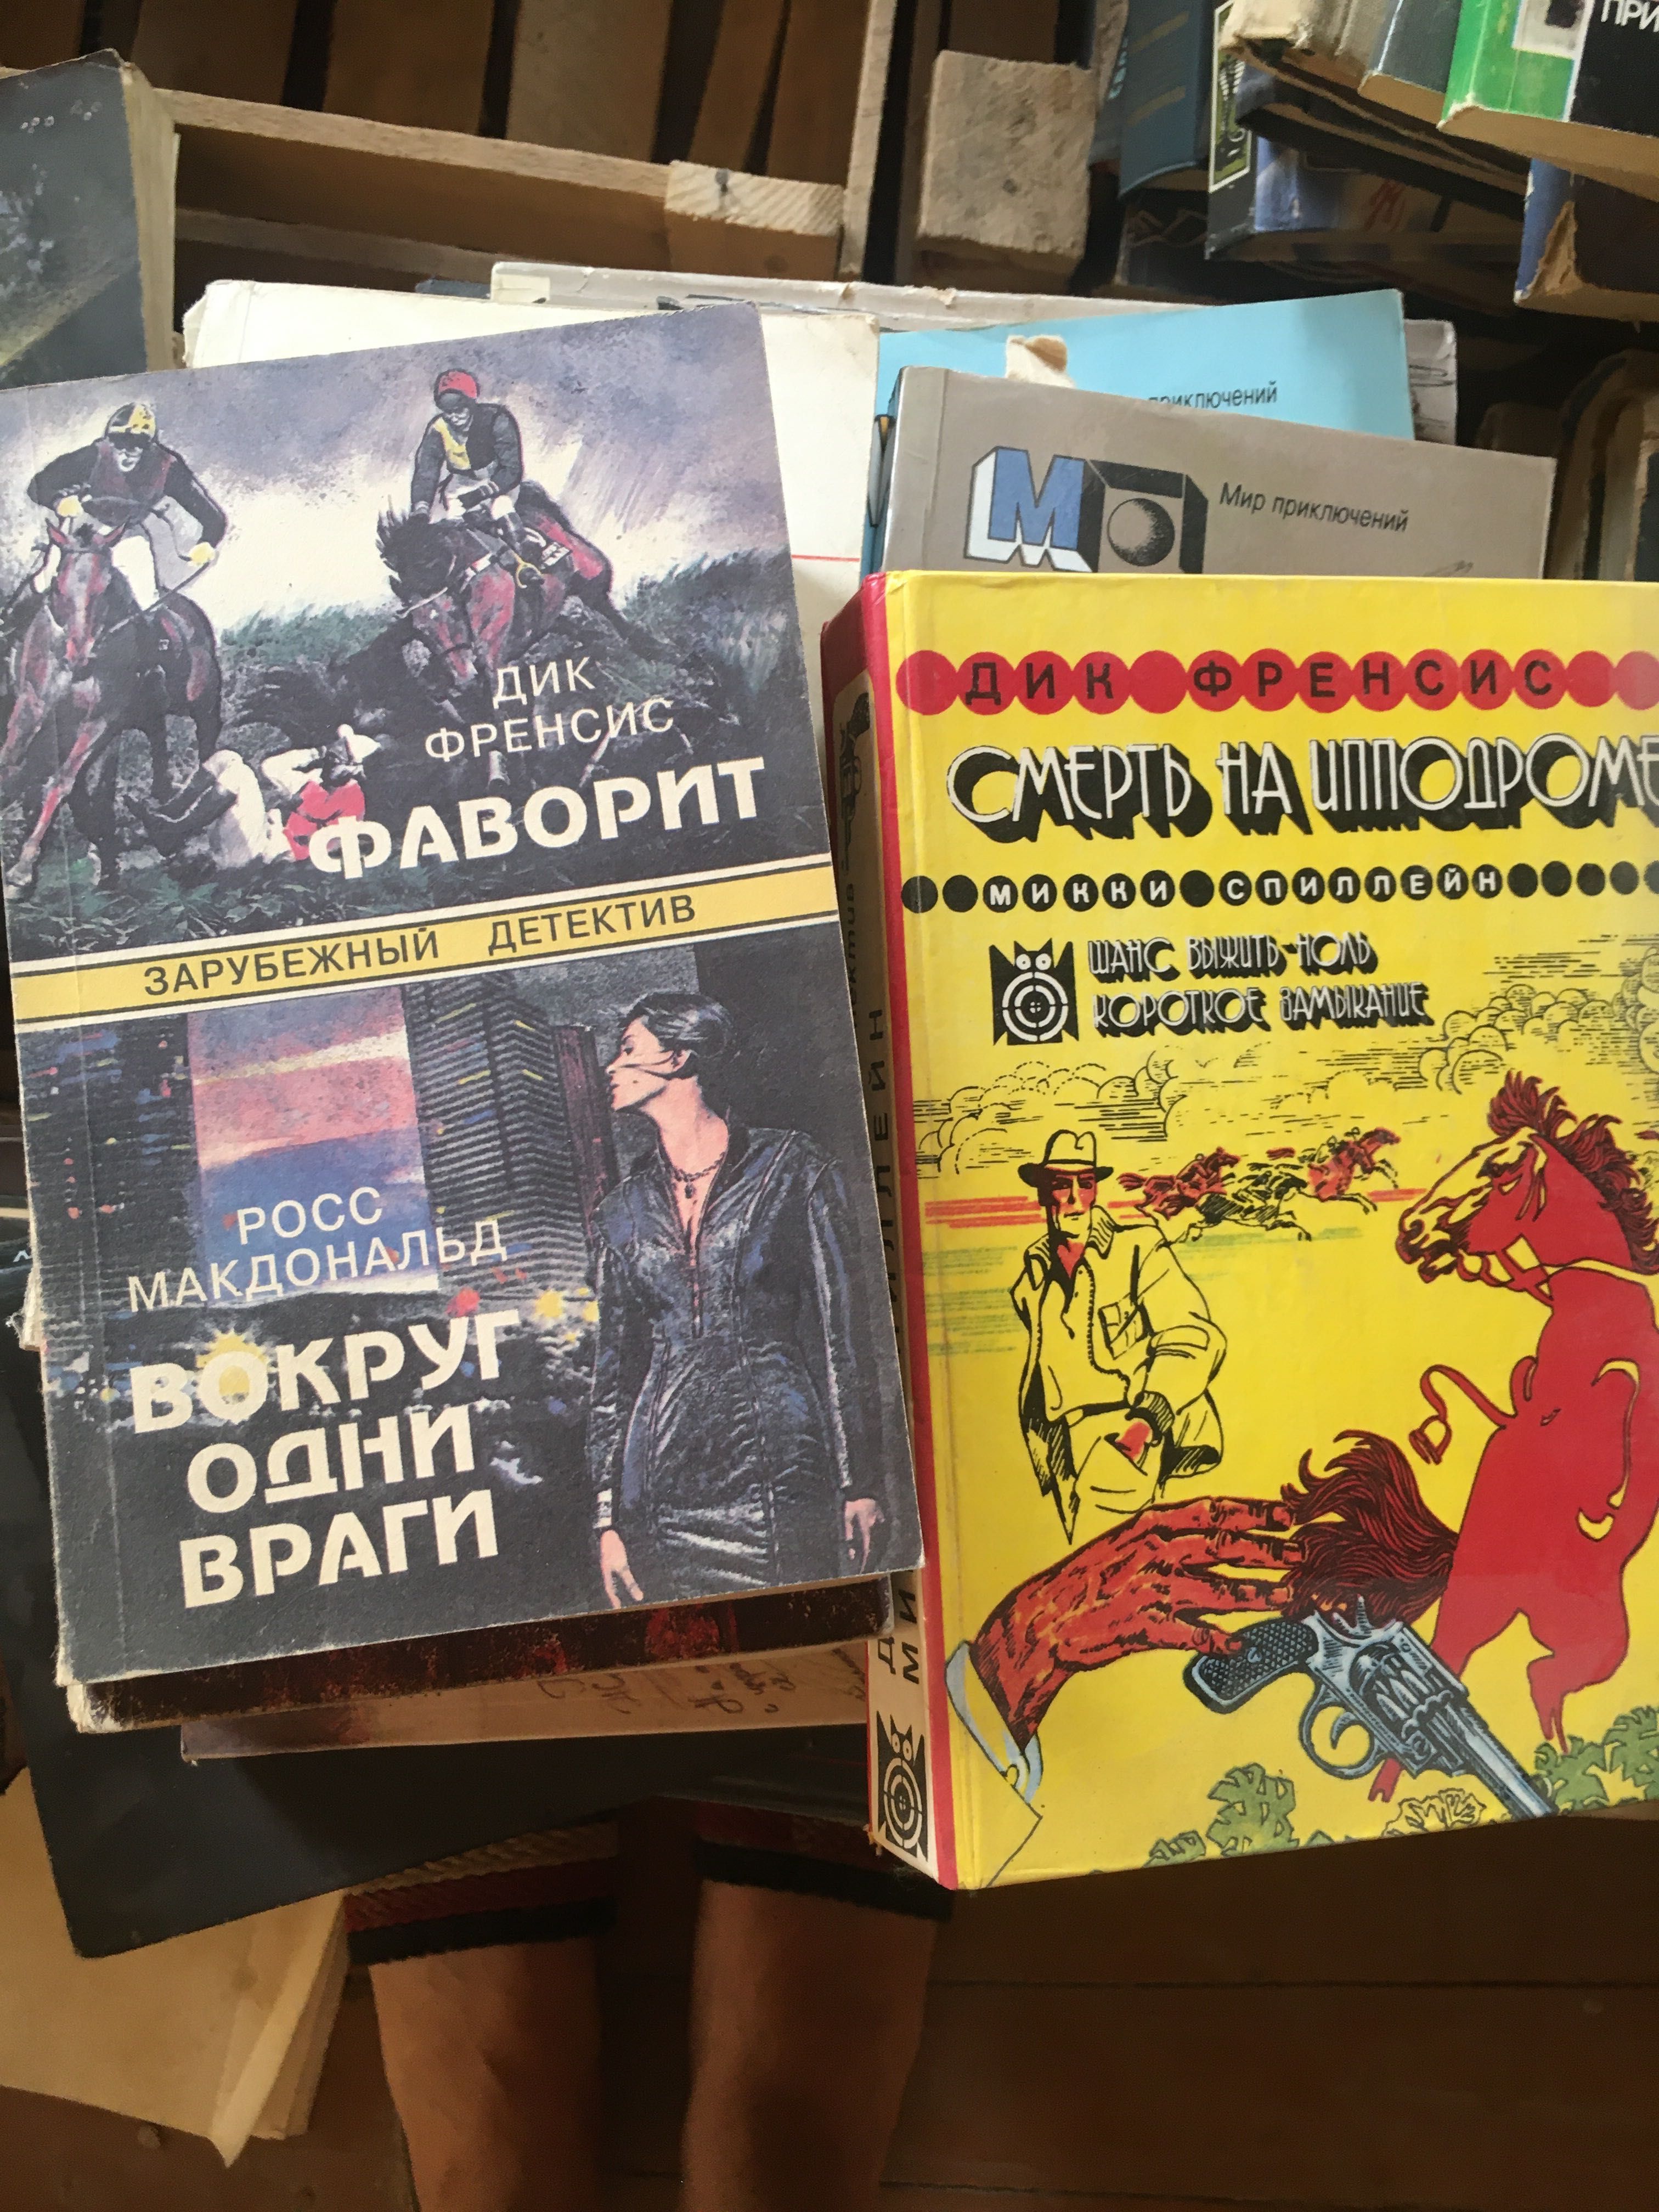 ПРИ
приключений
М
Мир приключений
ДИК
ФРЕНСИС
ФАВОРИТ
ЗАРУБЕЖНЫЙ ДЕТЕКТИВ
РОСС
МАКДОНАЛЬД
ВОКРУГ
ОДНИ
ВРАГИ
ДИК ФРЕНСИС
СМЕРТЬ НА ИППОДРОМЕ
МИККИ СПИЛЛЕЙН
ШАНС ВЫЖИТЬ-НОЛЬ
КОРОТКОЕ ЗАМЫКАНИЕ